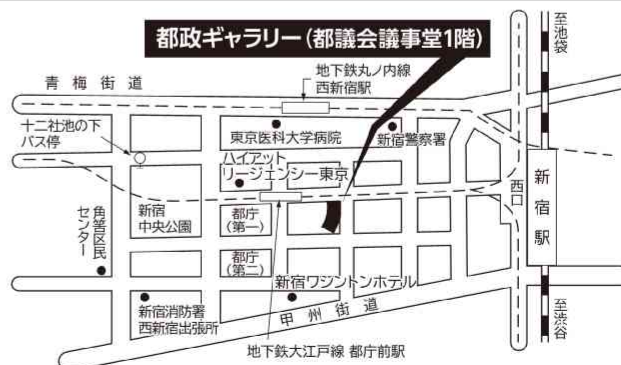 都政ギャラリー(都議会議事堂1階)
至池袋
青梅街道
地下鉄丸ノ内線
西新宿駅
十二社池の下
バス停
東京医科大学病院
新宿警察署
ハイアット
リージェンシー東京
西口
新宿駅
角筈区民
センター
新宿
中央公園
都庁
(第一)
都庁
(第二)
新宿ワシントンホテル
新宿消防署
西新宿出張所
甲州街道
至渋谷
地下鉄大江戸線 都庁前駅